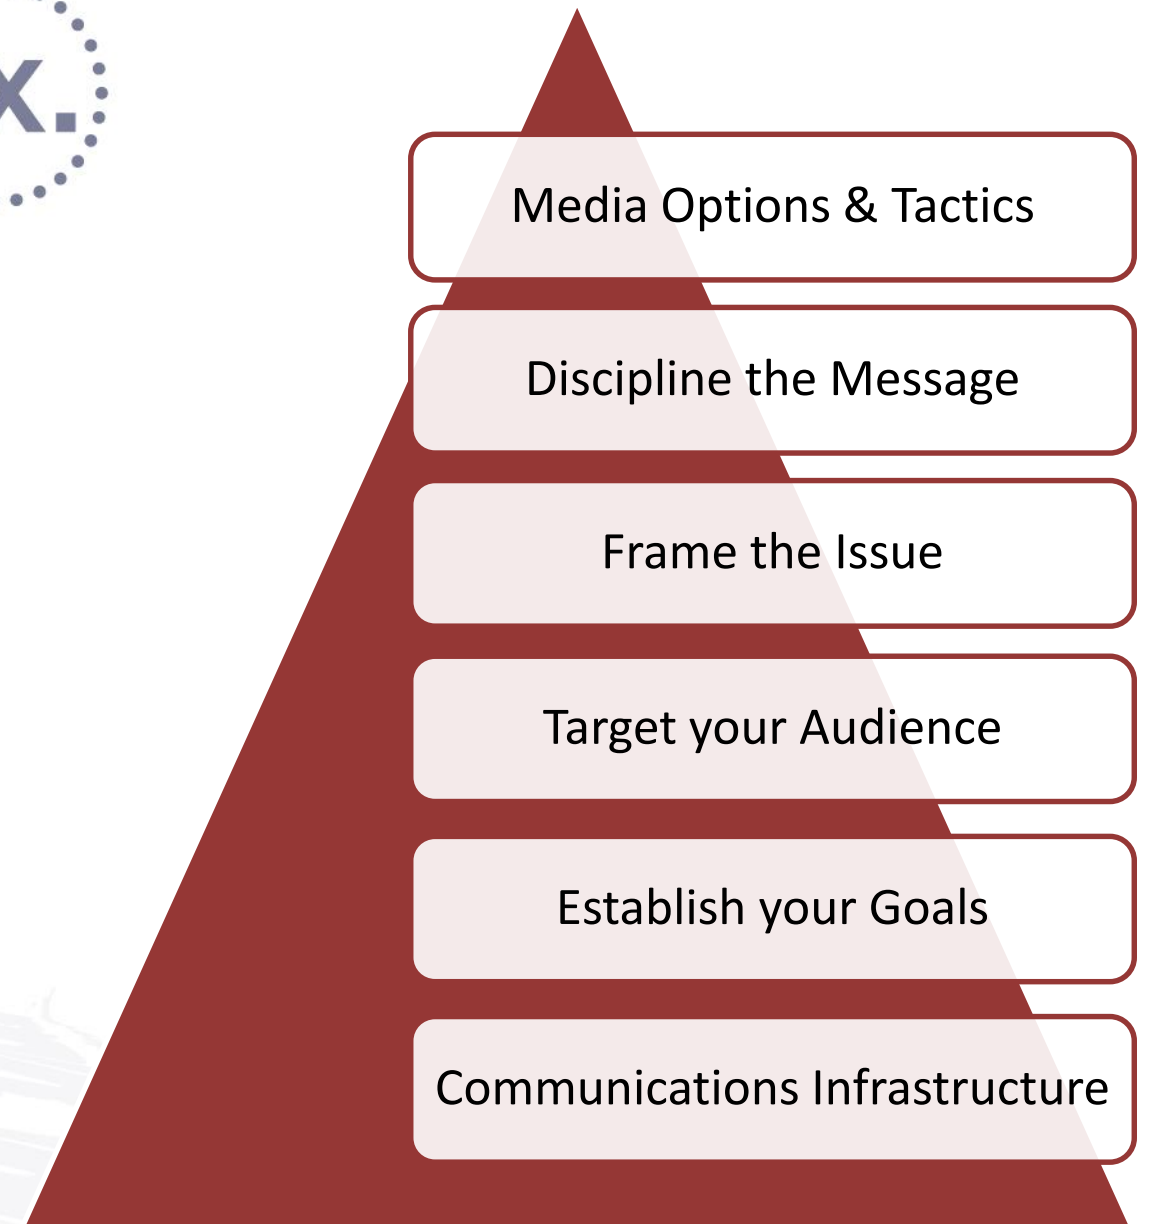 x.
Media Options & Tactics
Discipline the Message
Frame the Issue
Target your Audience
Establish your Goals
Communications Infrastructure